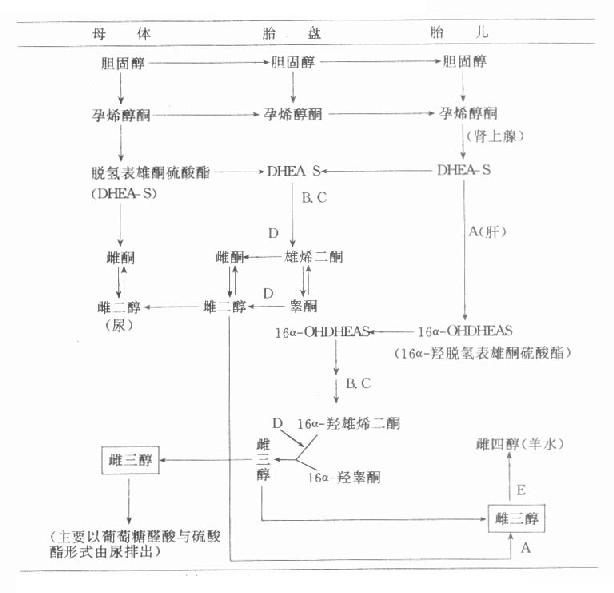 母 体 胎 盘 胎 儿
胆固醇 胆固醇 胆固醇
孕烯醇酮 孕烯醇酮 孕烯醇酮
(肾上腺)
脱氢表雄酮硫酸酯 DHEA-S DHEA-S
(DHEA-S)
B.C
D A(肝)
雌酮 雌酮 雄烯二酮
D
雌二醇 雌二醇 睾酮
(尿)
16α-OHDHEAS 16α-OHDHEAS
(16α-羟脱氢表雄酮硫酸酯)
B.C
D 16α-羟雄烯二酮
雌三醇 雌三醇 雌四醇(羊水)
16α-羟睾酮
E
雌三醇
(主要以葡萄糖醛酸与硫酸
酯形式由尿排出)
A